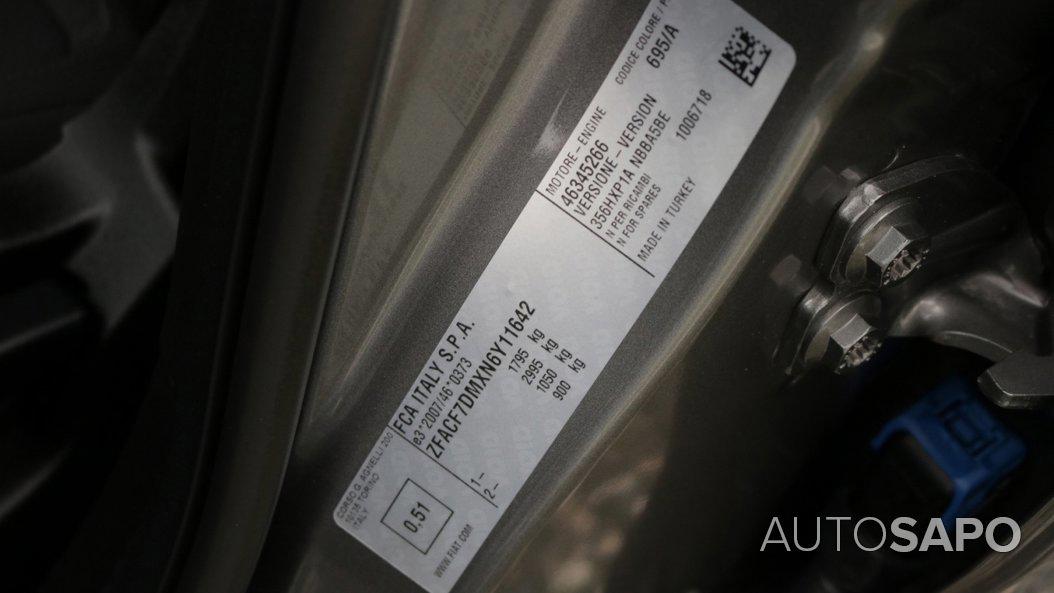 CORSO G. AGNELLI 200
10135 TORINO
ITALY
0.51
WWW.FIAT.COM
FCA ITALY S.P.A.
e3*2007/46*0373
ZFACF7DMXN6Y11642
1795 kg
2995 kg
1- 1050 kg
2- 900 kg
MOTORE - ENGINE
46345266
VERSIONE - VERSION
356HXP1A NBBA5BE
N PER RICAMBI
N FOR SPARES
1006718
MADE IN TURKEY
CODICE COLORE /
695/A
AUTOSAPO